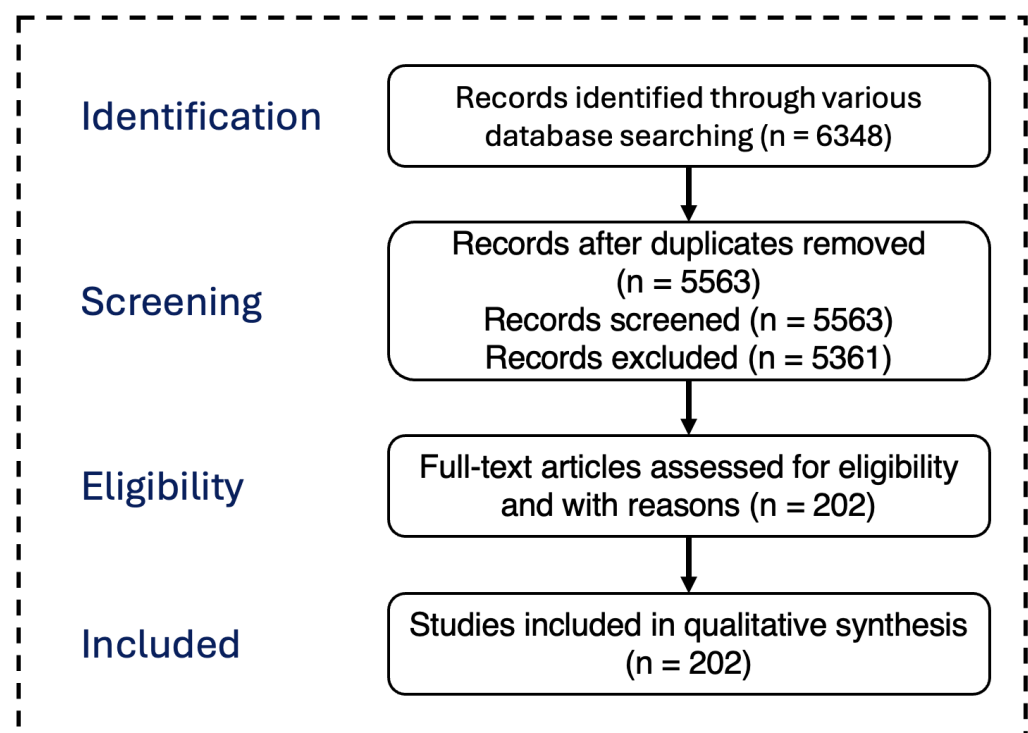 Identification
Records identified through various
database searching (n = 6348)
Screening
Records after duplicates removed
(n = 5563)
Records screened (n = 5563)
Records excluded (n = 5361)
Eligibility
Full-text articles assessed for eligibility
and with reasons (n = 202)
Included
Studies included in qualitative synthesis
(n = 202)